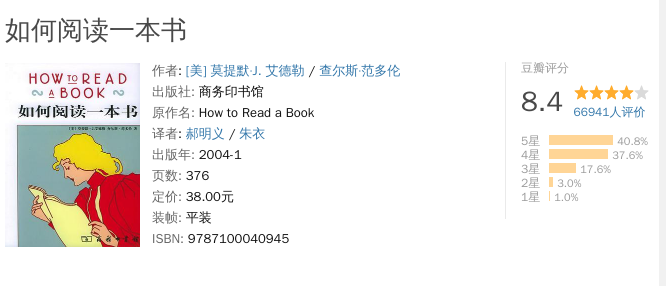 如何阅读一本书
HOW TO READ
A BOOK
如何阅读一本书
商务印书馆
作者: [美] 莫提默·J. 艾德勒 / 查尔斯·范多伦
出版社: 商务印书馆
原作名: How to Read a Book
译者: 郝明义 / 朱衣
出版年: 2004-1
页数: 376
定价: 38.00元
装帧: 平装
ISBN: 9787100040945
豆瓣评分
8.4
66941人评价
5星 40.8%
4星 37.6%
3星 17.6%
2星 3.0%
1星 1.0%